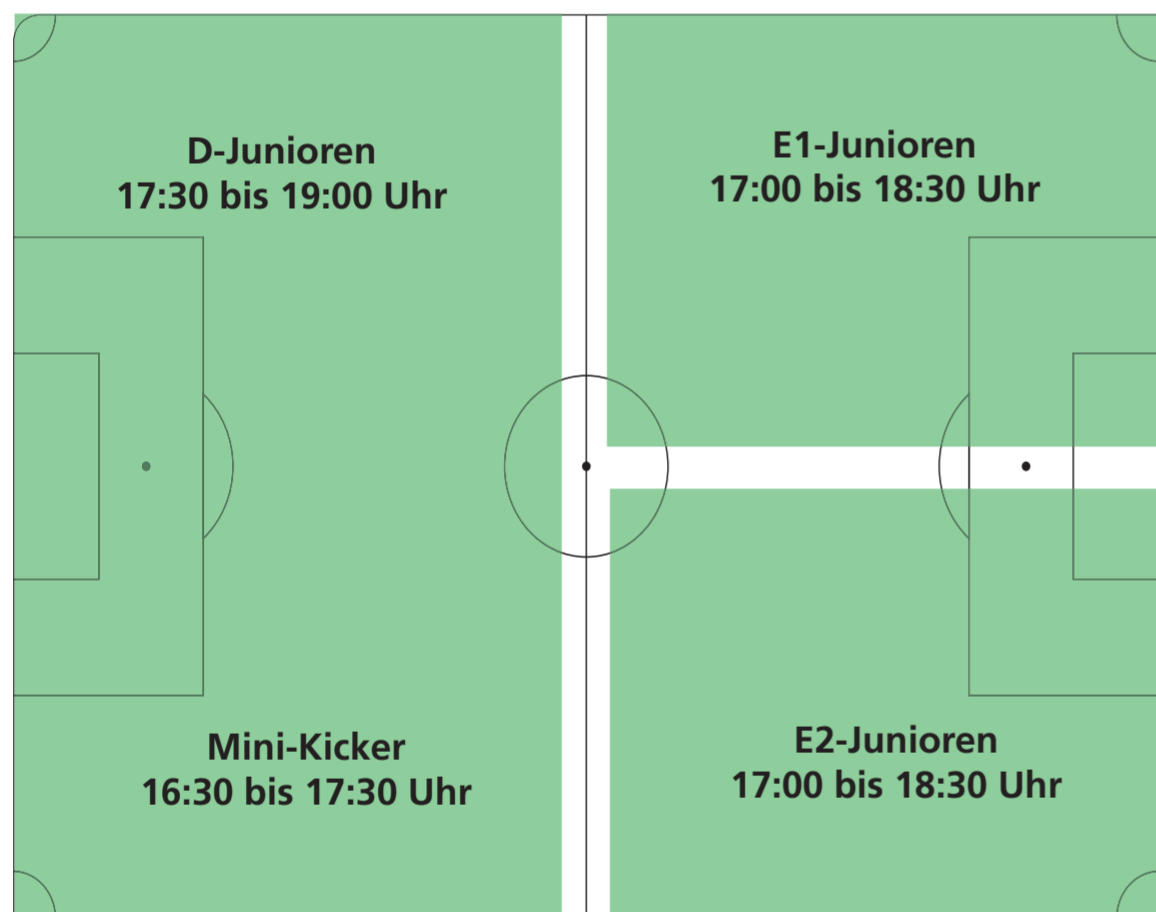 D-Junioren
17:30 bis 19:00 Uhr
E1-Junioren
17:00 bis 18:30 Uhr
Mini-Kicker
16:30 bis 17:30 Uhr
E2-Junioren
17:00 bis 18:30 Uhr